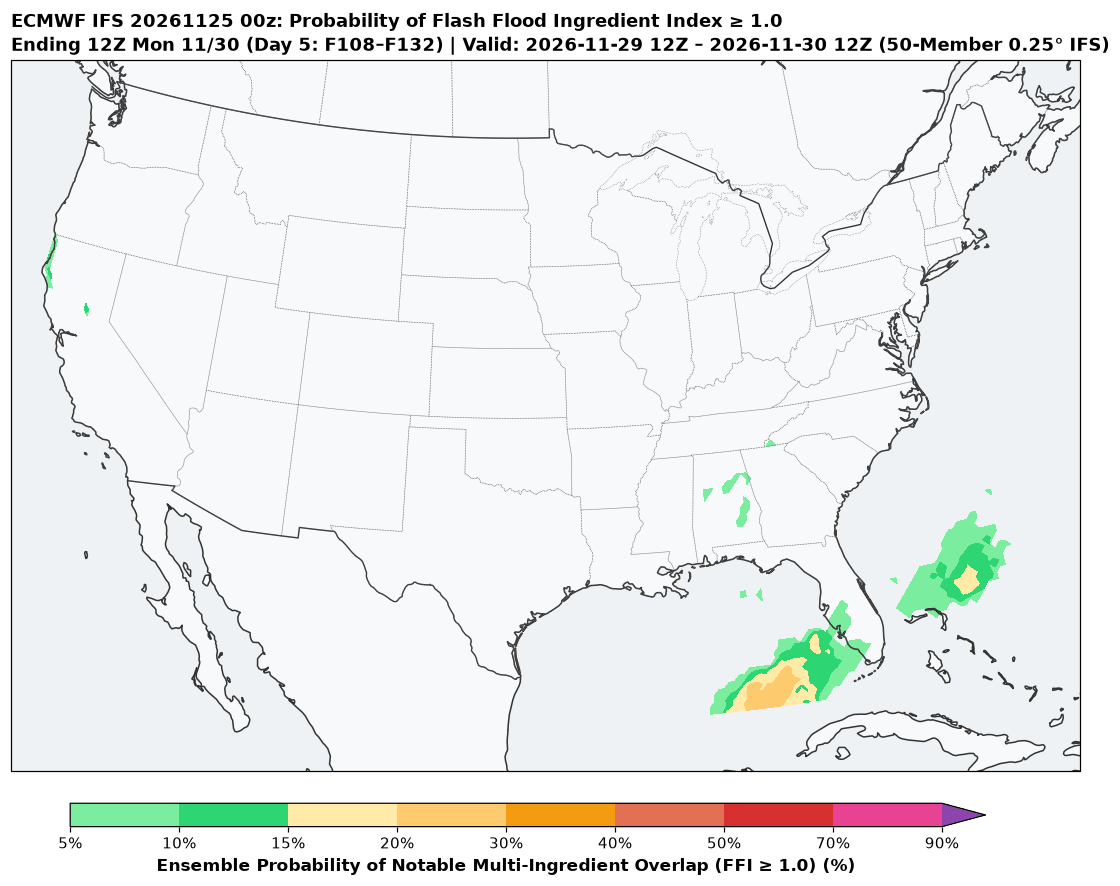 ECMWF IFS 20261125 00z: Probability of Flash Flood Ingredient Index ≥ 1.0
Ending 12Z Mon 11/30 (Day 5: F108–F132) | Valid: 2026-11-29 12Z – 2026-11-30 12Z (50-Member 0.25° IFS)
5% 10% 15% 20% 30% 40% 50% 70% 90%
Ensemble Probability of Notable Multi-Ingredient Overlap (FFI ≥ 1.0) (%)